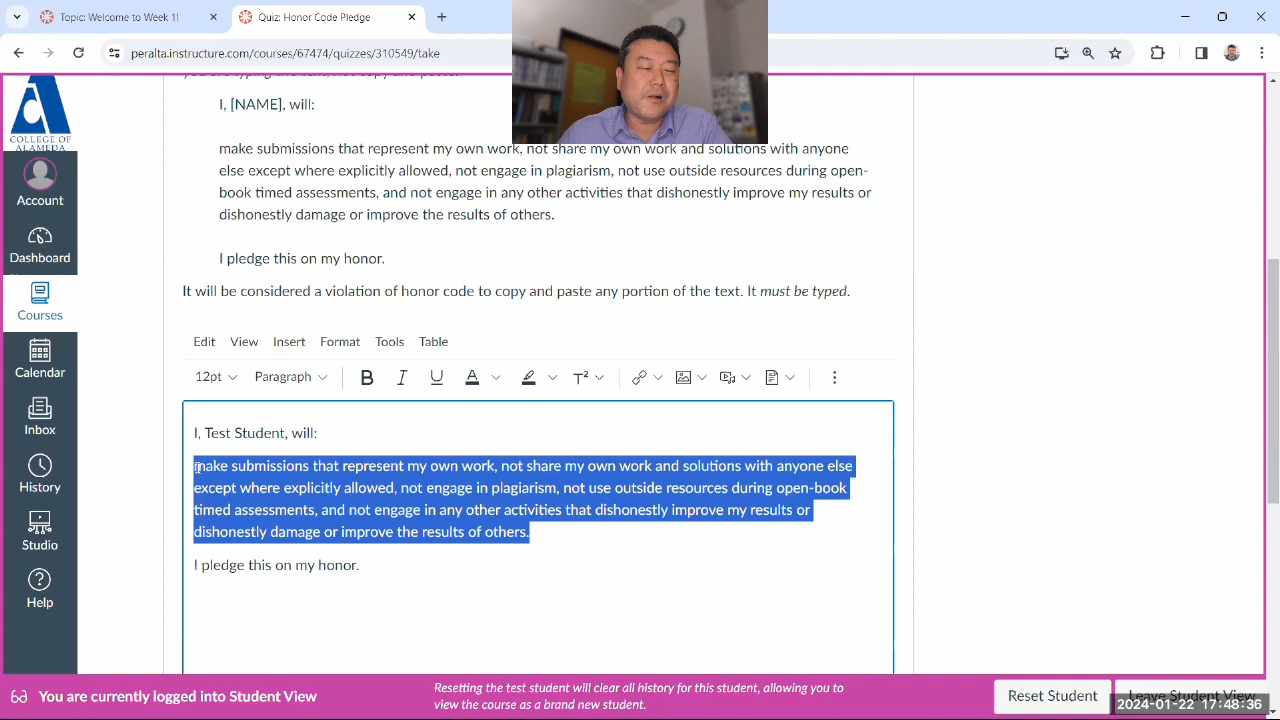 Welcome to Week 1!
Quiz: College Honor Pl
peralta.instructure.com/courses/67474/quizzes/310549/take
COLLEGE OF
ALAMEDA
Account
Dashboard
Courses
Calendar
Inbox
History
Studio
Help
I, [NAME], will:
make submissions that represent my own work, not share my own work and solutions with anyone
else except where explicitly allowed, not engage in plagiarism, not use outside resources during open-
book timed assessments, and not engage in any other activities that dishonestly improve my results or
dishonestly damage or improve the results of others.
I pledge this on my honor.
It will be considered a violation of honor code to copy and paste any portion of the text. It must be typed.
Edit View Insert Format Tools Table
12pt Paragraph B I U A T²
I, Test Student, will:
make submissions that represent my own work, not share my own work and solutions with anyone else
except where explicitly allowed, not engage in plagiarism, not use outside resources during open-book
timed assessments, and not engage in any other activities that dishonestly improve my results or
dishonestly damage or improve the results of others.
I pledge this on my honor.
You are currently logged into Student View
Resetting the test student will clear all history for this student, allowing you to
view the course as a brand new student.
Reset Student
Leave Student View
2024-01-22 17:48:36